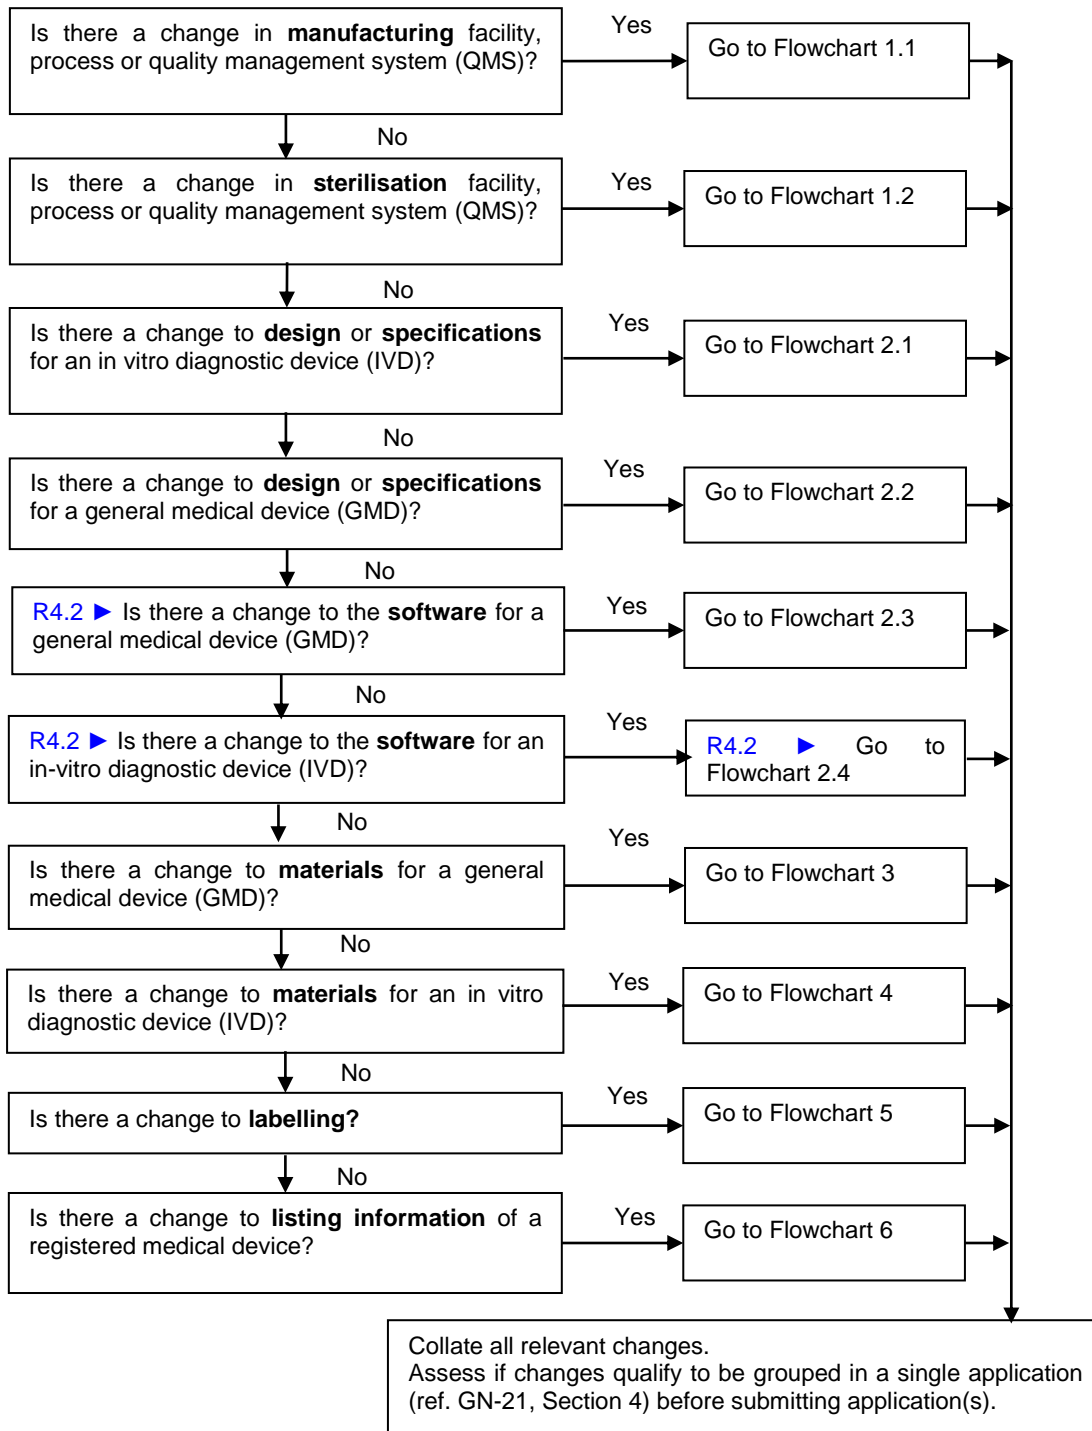 Is there a change in manufacturing facility,
process or quality management system (QMS)?
Yes
Go to Flowchart 1.1
No
Is there a change in sterilisation facility,
process or quality management system (QMS)?
Yes
Go to Flowchart 1.2
No
Is there a change to design or specifications
for an in vitro diagnostic device (IVD)?
Yes
Go to Flowchart 2.1
No
Is there a change to design or specifications
for a general medical device (GMD)?
Yes
Go to Flowchart 2.2
No
R4.2 ► Is there a change to the software for a
general medical device (GMD)?
Yes
Go to Flowchart 2.3
No
R4.2 ► Is there a change to the software for an
in-vitro diagnostic device (IVD)?
Yes
R4.2 ► Go to
Flowchart 2.4
No
Is there a change to materials for a general
medical device (GMD)?
Yes
Go to Flowchart 3
No
Is there a change to materials for an in vitro
diagnostic device (IVD)?
Yes
Go to Flowchart 4
No
Is there a change to labelling?
Yes
Go to Flowchart 5
No
Is there a change to listing information of a
registered medical device?
Yes
Go to Flowchart 6
Collate all relevant changes.
Assess if changes qualify to be grouped in a single application
(ref. GN-21, Section 4) before submitting application(s).